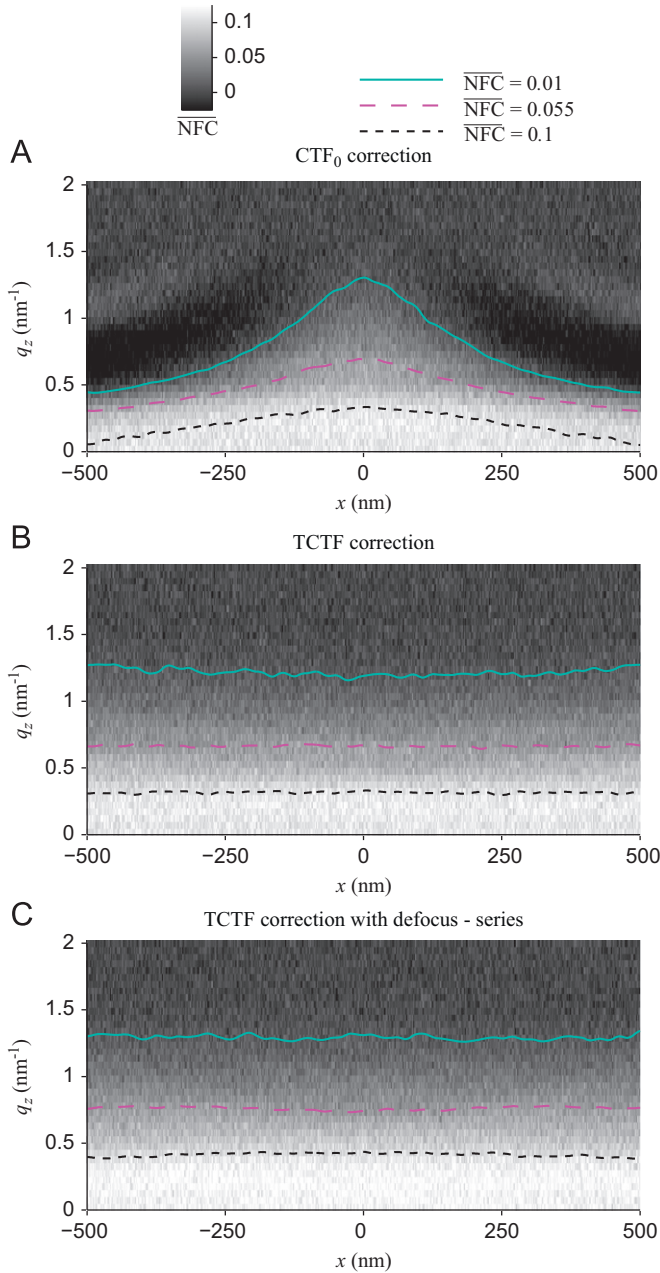 0.1
0.05
0
NFC
NFC = 0.01
NFC = 0.055
NFC = 0.1
A
CTF₀ correction
2
1.5
1
0.5
0
q_z (nm⁻¹)
−500 −250 0 250 500
x (nm)
B
TCTF correction
2
1.5
1
0.5
0
q_z (nm⁻¹)
−500 −250 0 250 500
x (nm)
C
TCTF correction with defocus - series
2
1.5
1
0.5
0
q_z (nm⁻¹)
−500 −250 0 250 500
x (nm)